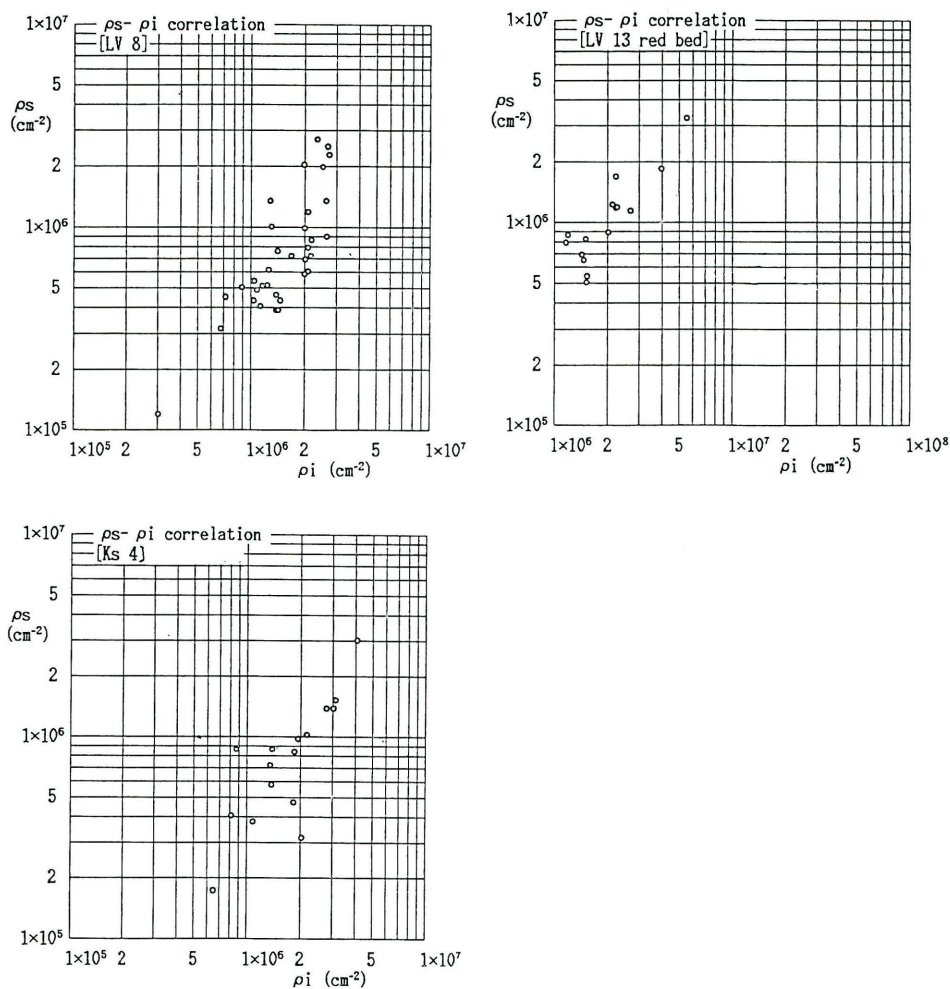 ρs- ρi correlation
[LV 8]
1×10⁷
5
ρs
(cm⁻²)
2
1×10⁶
5
2
1×10⁵
1×10⁵ 2 5 1×10⁶ 2 5 1×10⁷
ρi (cm⁻²)
ρs- ρi correlation
[LV 13 red bed]
1×10⁷
5
ρs
(cm⁻²)
2
1×10⁶
5
2
1×10⁵
1×10⁶ 2 5 1×10⁷ 2 5 1×10⁸
ρi (cm⁻²)
ρs- ρi correlation
[Ks 4]
1×10⁷
5
ρs
(cm⁻²)
2
1×10⁶
5
2
1×10⁵
1×10⁵ 2 5 1×10⁶ 2 5 1×10⁷
ρi (cm⁻²)